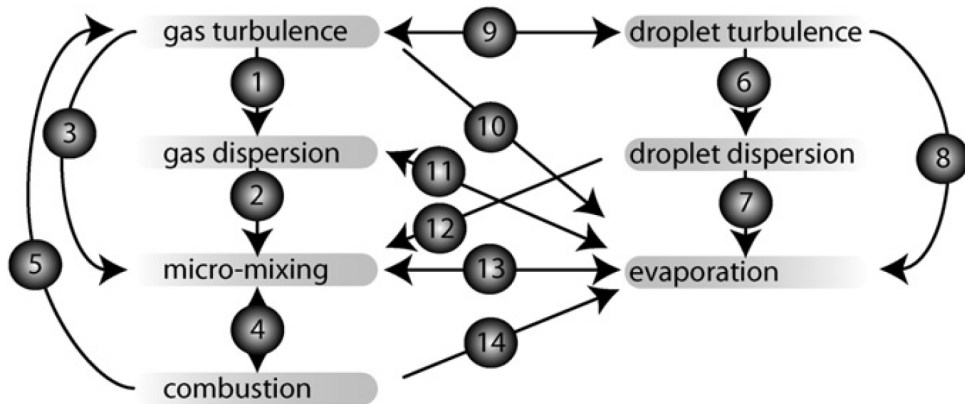 gas turbulence 9 droplet turbulence
1 6
3 10
gas dispersion 11 droplet dispersion 8
2 12 7
5 micro-mixing 13 evaporation
4 14
combustion